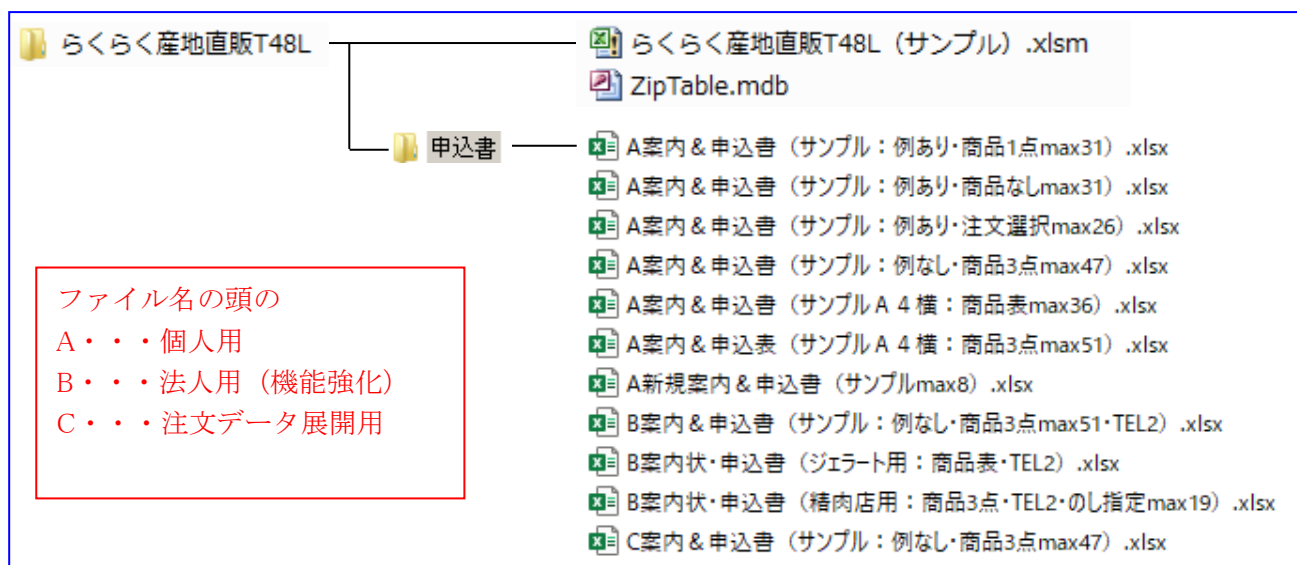 らくらく産地直販T48L
らくらく産地直販T48L（サンプル）.xlsm
ZipTable.mdb
申込書
A案内＆申込書（サンプル：例あり・商品1点max31）.xlsx
A案内＆申込書（サンプル：例あり・商品なしmax31）.xlsx
A案内＆申込書（サンプル：例あり・注文選択max26）.xlsx
A案内＆申込書（サンプル：例なし・商品3点max47）.xlsx
A案内＆申込書（サンプルＡ４横：商品表max36）.xlsx
A案内＆申込表（サンプルＡ４横：商品3点max51）.xlsx
A新規案内＆申込書（サンプルmax8）.xlsx
B案内＆申込書（サンプル：例なし・商品3点max51・TEL2）.xlsx
B案内状・申込書（ジェラート用：商品表・TEL2）.xlsx
B案内状・申込書（精肉店用：商品3点・TEL2・のし指定max19）.xlsx
C案内＆申込書（サンプル：例なし・商品3点max47）.xlsx
ファイル名の頭の
A・・・個人用
B・・・法人用（機能強化）
C・・・注文データ展開用